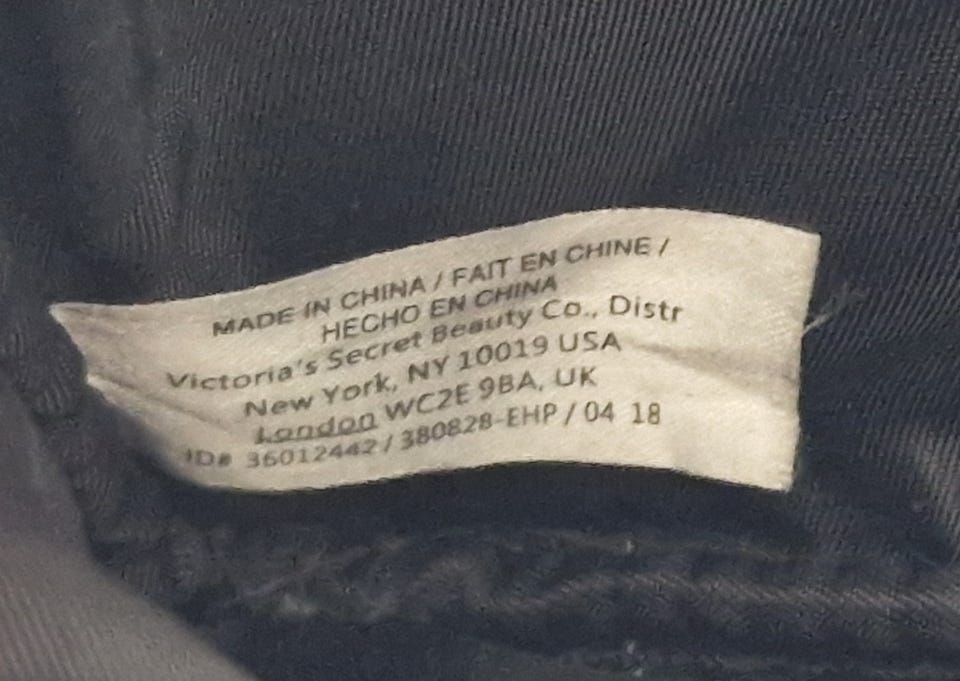 MADE IN CHINA / FAIT EN CHINE /
HECHO EN CHINA
Victoria's Secret Beauty Co., Distr
New York, NY 10019 USA
London WC2E 9BA, UK
ID# 36012442 / 380828-EHP / 04 18